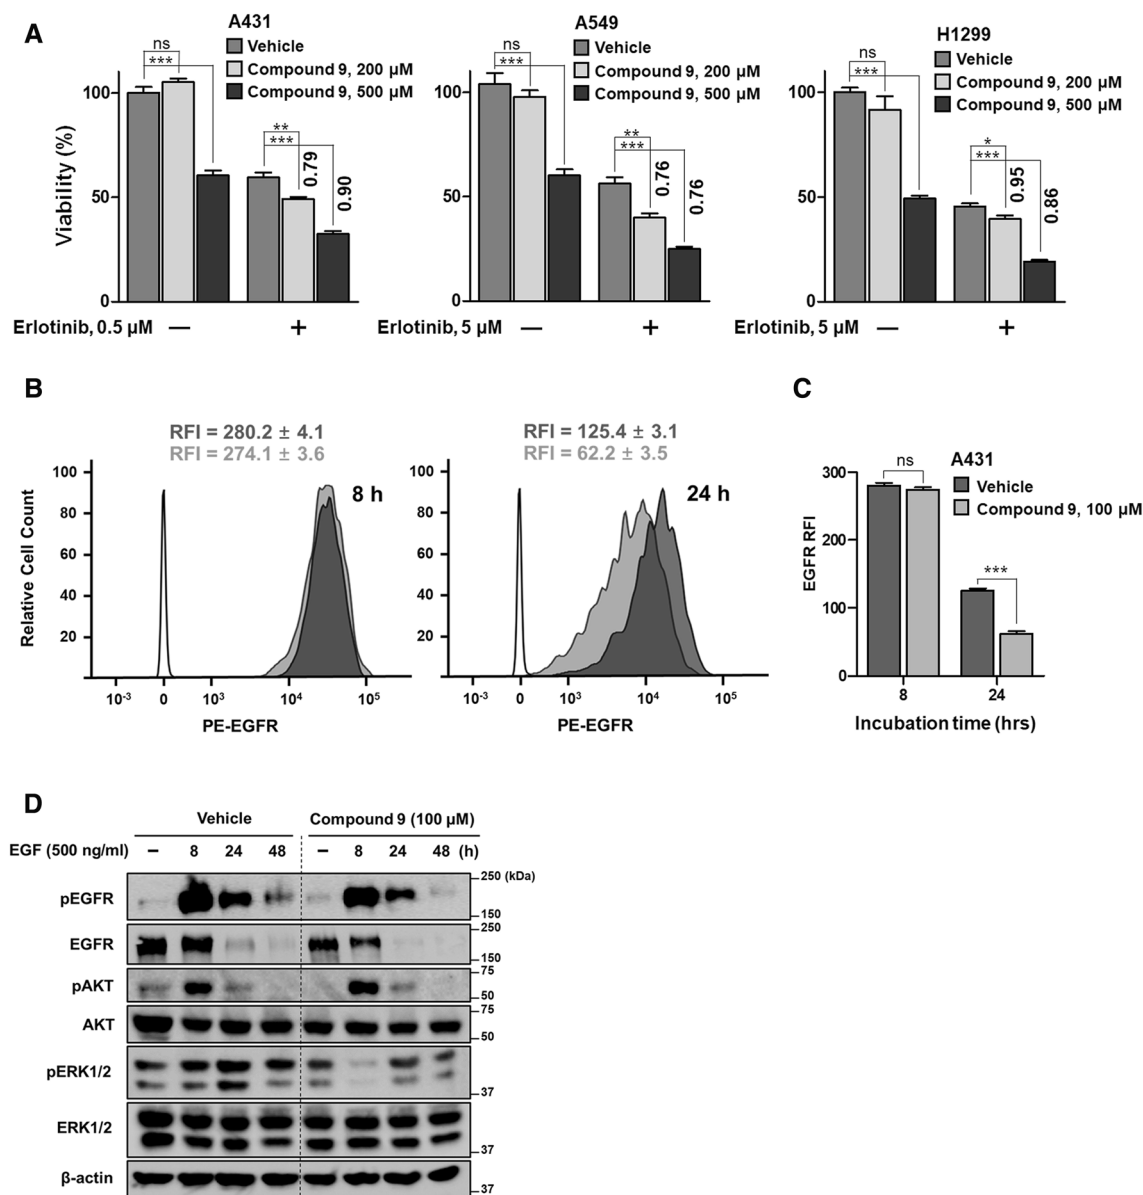 A
A431
Vehicle
Compound 9, 200 µM
Compound 9, 500 µM
A549
Vehicle
Compound 9, 200 µM
Compound 9, 500 µM
H1299
Vehicle
Compound 9, 200 µM
Compound 9, 500 µM
Viability (%)
100
50
0
ns
***
**
***
0.79
0.90
Erlotinib, 0.5 µM — +
100
50
0
ns
***
**
***
0.76
0.76
Erlotinib, 5 µM — +
100
50
0
ns
***
*
***
0.95
0.86
Erlotinib, 5 µM — +
B
RFI = 280.2 ± 4.1
RFI = 274.1 ± 3.6
8 h
Relative Cell Count
100
80
60
40
20
-10⁻³ 0 10³ 10⁴ 10⁵
PE-EGFR
RFI = 125.4 ± 3.1
RFI = 62.2 ± 3.5
24 h
100
80
60
40
20
-10⁻³ 0 10³ 10⁴ 10⁵
PE-EGFR
C
A431
Vehicle
Compound 9, 100 µM
EGFR RFI
300
200
100
0
ns
***
8 24
Incubation time (hrs)
D
Vehicle Compound 9 (100 µM)
EGF (500 ng/ml) – 8 24 48 – 8 24 48 (h)
pEGFR 250 (kDa)
150
EGFR 250
150
pAKT 75
50
AKT 75
50
pERK1/2 37
ERK1/2 37
β-actin 37